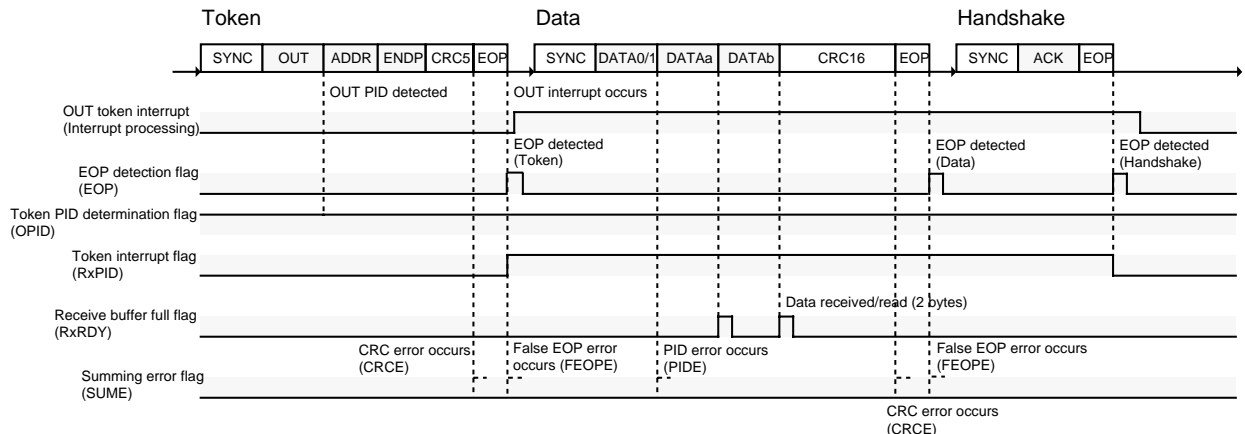 Token Data Handshake
SYNC OUT ADDR ENDP CRC5 EOP SYNC DATA0/1 DATAa DATAb CRC16 EOP SYNC ACK EOP
OUT PID detected OUT interrupt occurs
OUT token interrupt
(Interrupt processing)
EOP detected
(Token)
EOP detected
(Data)
EOP detected
(Handshake)
EOP detection flag
(EOP)
Token PID determination flag
(OPID)
Token interrupt flag
(RxPID)
Receive buffer full flag
(RxRDY)
Data received/read (2 bytes)
CRC error occurs
(CRCE)
False EOP error
occurs (FEOPE)
PID error occurs
(PIDE)
False EOP error occurs
(FEOPE)
Summing error flag
(SUME)
CRC error occurs
(CRCE)